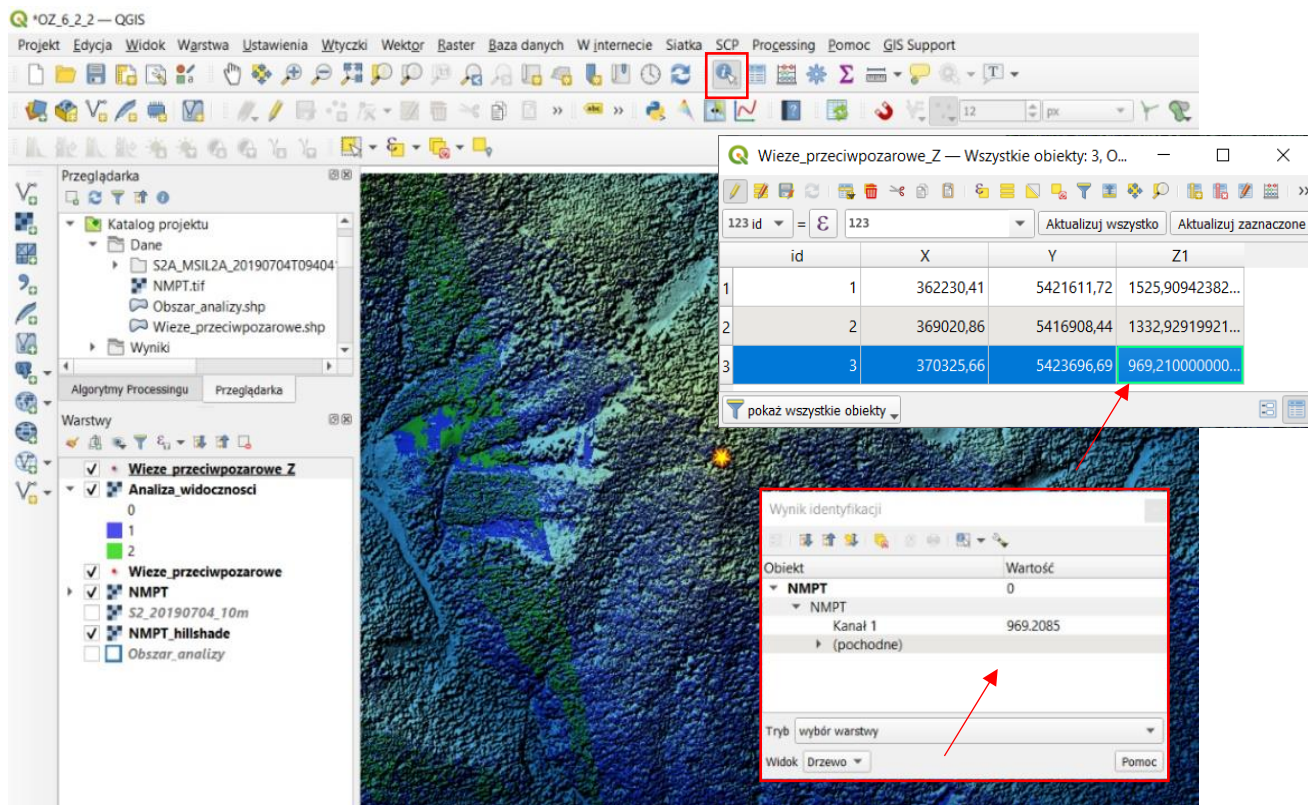 *OZ_6_2_2 — QGIS
Projekt Edycja Widok Warstwa Ustawienia Wtyczki Wektor Raster Baza danych W internecie Siatka SCP Processing Pomoc GIS Support
12 px
Przeglądarka
Katalog projektu
Dane
S2A_MSIL2A_20190704T09404
NMPT.tif
Obszar_analizy.shp
Wieze_przeciwpozarowe.shp
Wyniki
Algorytmy Processingu Przeglądarka
Warstwy
Wieze_przeciwpozarowe_Z
Analiza_widocznosci
0
1
2
Wieze_przeciwpozarowe
NMPT
S2_20190704_10m
NMPT_hillshade
Obszar_analizy
Wieze_przeciwpozarowe_Z — Wszystkie obiekty: 3, O...
123 id = ε 123 Aktualizuj wszystko Aktualizuj zaznaczone
id X Y Z1
1 1 362230,41 5421611,72 1525,90942382...
2 2 369020,86 5416908,44 1332,92919921...
3 3 370325,66 5423696,69 969,210000000...
pokaż wszystkie obiekty
Wynik identyfikacji
Obiekt Wartość
NMPT 0
NMPT
Kanał 1 969.2085
(pochodne)
Tryb wybór warstwy
Widok Drzewo Pomoc